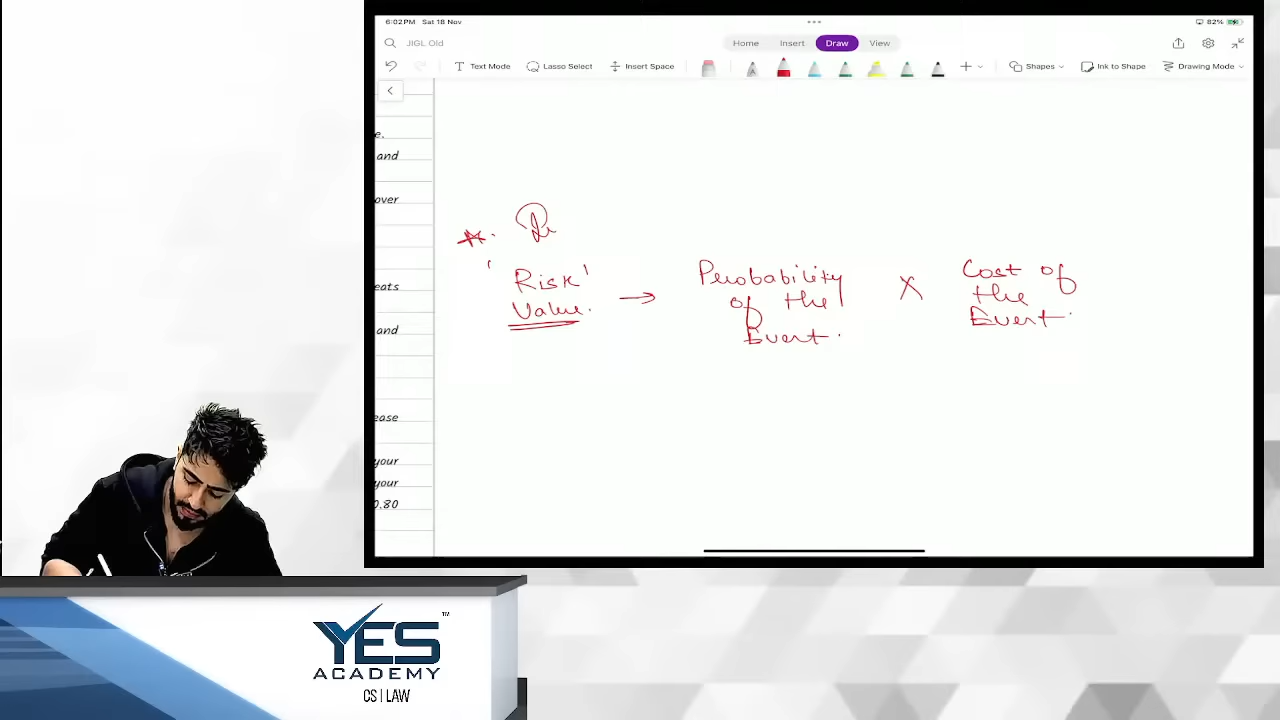 6:02PM Sat 18 Nov
82%
JIGL Old
Home Insert Draw View
Text Mode Lasso Select Insert Space Shapes Ink to Shape Drawing Mode
e.
and
over
eats
and
ease
your
your
0.80
'Risk' Value. → Probability of the Event. X Cost of the Event.
YES
ACADEMY
CS | LAW
TM